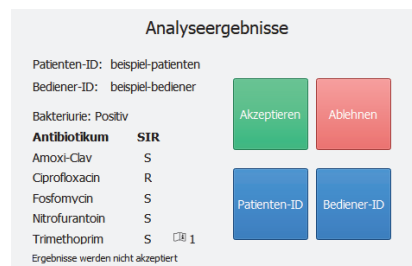 Analyseergebnisse
Patienten-ID: beispiel-patienten
Bediener-ID: beispiel-bediener
Bakteriurie: Positiv
Antibiotikum SIR
Amoxi-Clav S
Ciprofloxacin R
Fosfomycin S
Nitrofurantoin S
Trimethoprim S 1
Ergebnisse werden nicht akzeptiert
Akzeptieren Ablehnen
Patienten-ID Bediener-ID